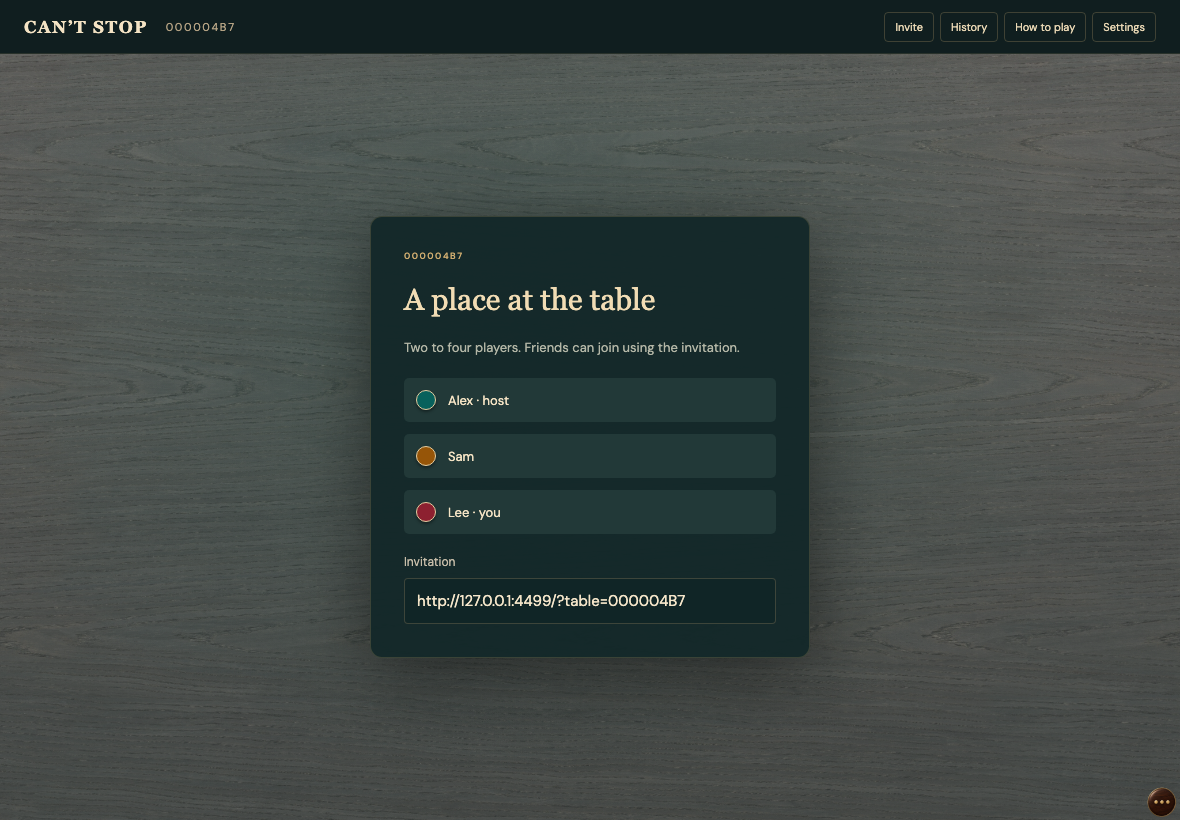 CAN’T STOP 000004B7
Invite History How to play Settings
000004B7
A place at the table
Two to four players. Friends can join using the invitation.
Alex · host
Sam
Lee · you
Invitation
http://127.0.0.1:4499/?table=000004B7